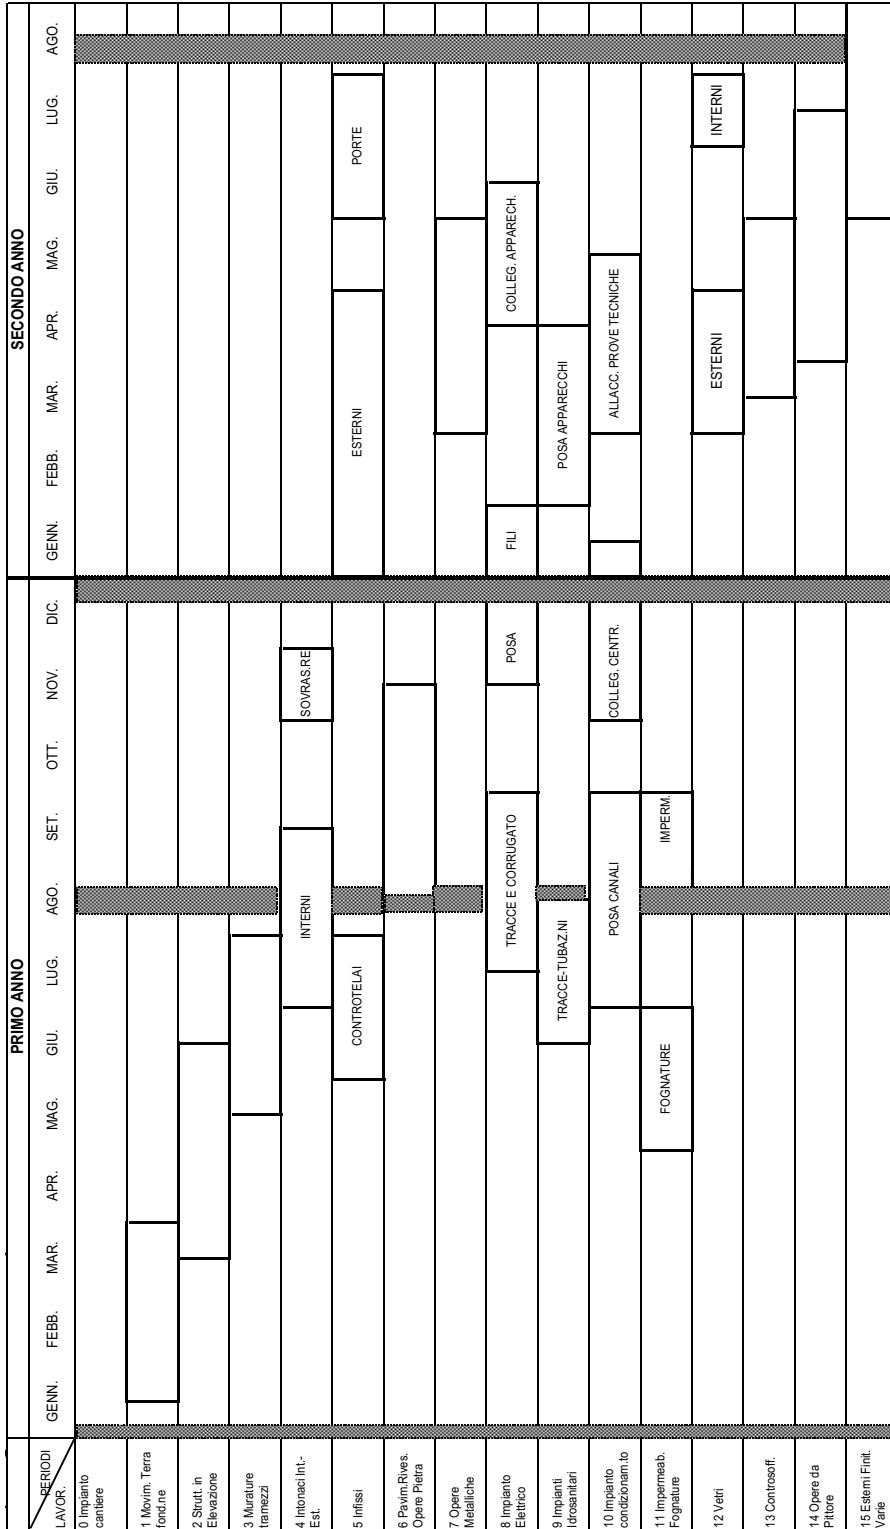 PRIMO ANNO
SECONDO ANNO
PERIODI
LAVOR.
GENN.
FEBB.
MAR.
APR.
MAG.
GIU.
LUG.
AGO.
SET.
OTT.
NOV.
DIC.
GENN.
FEBB.
MAR.
APR.
MAG.
GIU.
LUG.
AGO.
0 Impianto
cantiere
1 Movim. Terra
fond.ne
2 Strutt. in
Elevazione
3 Murature
tramezzi
4 Intonaci Int.-
Est.
INTERNI
SOVRAS.RE
5 Infissi
CONTROTELAI
ESTERNI
PORTE
6 Pavim.Rives.
Opere Pietra
7 Opere
Metalliche
8 Impianto
Elettrico
TRACCE E CORRUGATO
POSA
FILI
COLLEG. APPARECH.
9 Impianti
Idrosanitari
TRACCE-TUBAZ.NI
POSA APPARECCHI
10 Impianto
condizionam.to
POSA CANALI
COLLEG. CENTR.
ALLACC. PROVE TECNICHE
11 Impermeab.
Fognature
FOGNATURE
IMPERM.
12 Vetri
ESTERNI
INTERNI
13 Controsoff.
14 Opere da
Pittore
15 Esterni Finit.
Varie